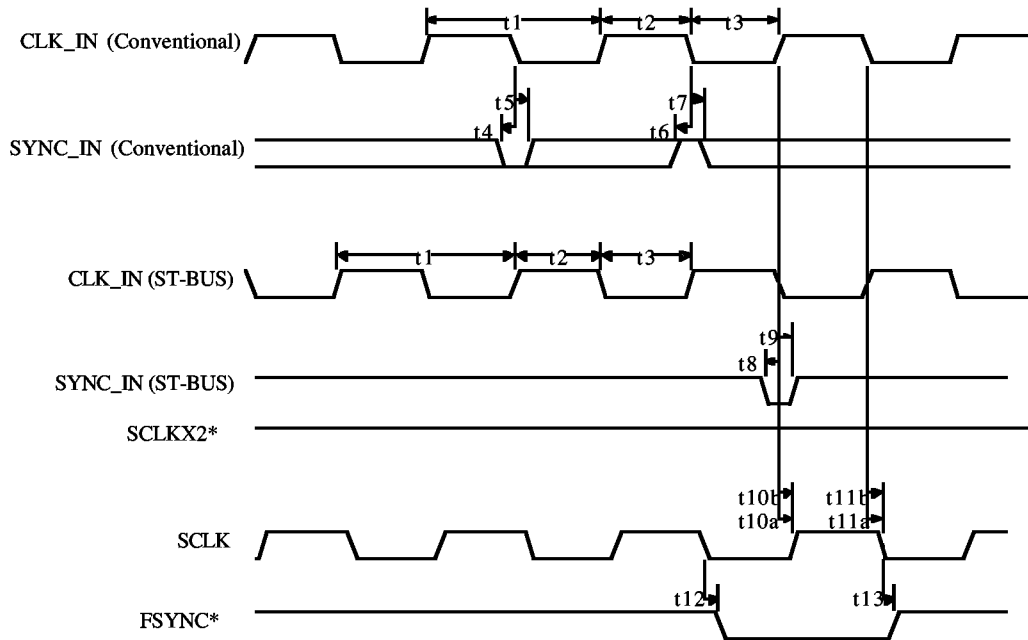 t1 t2 t3
CLK_IN (Conventional)
t5 t7
t4 t6
SYNC_IN (Conventional)
t1 t2 t3
CLK_IN (ST-BUS)
t9
t8
SYNC_IN (ST-BUS)
SCLKX2*
t10b t11b
t10a t11a
SCLK
t12 t13
FSYNC*